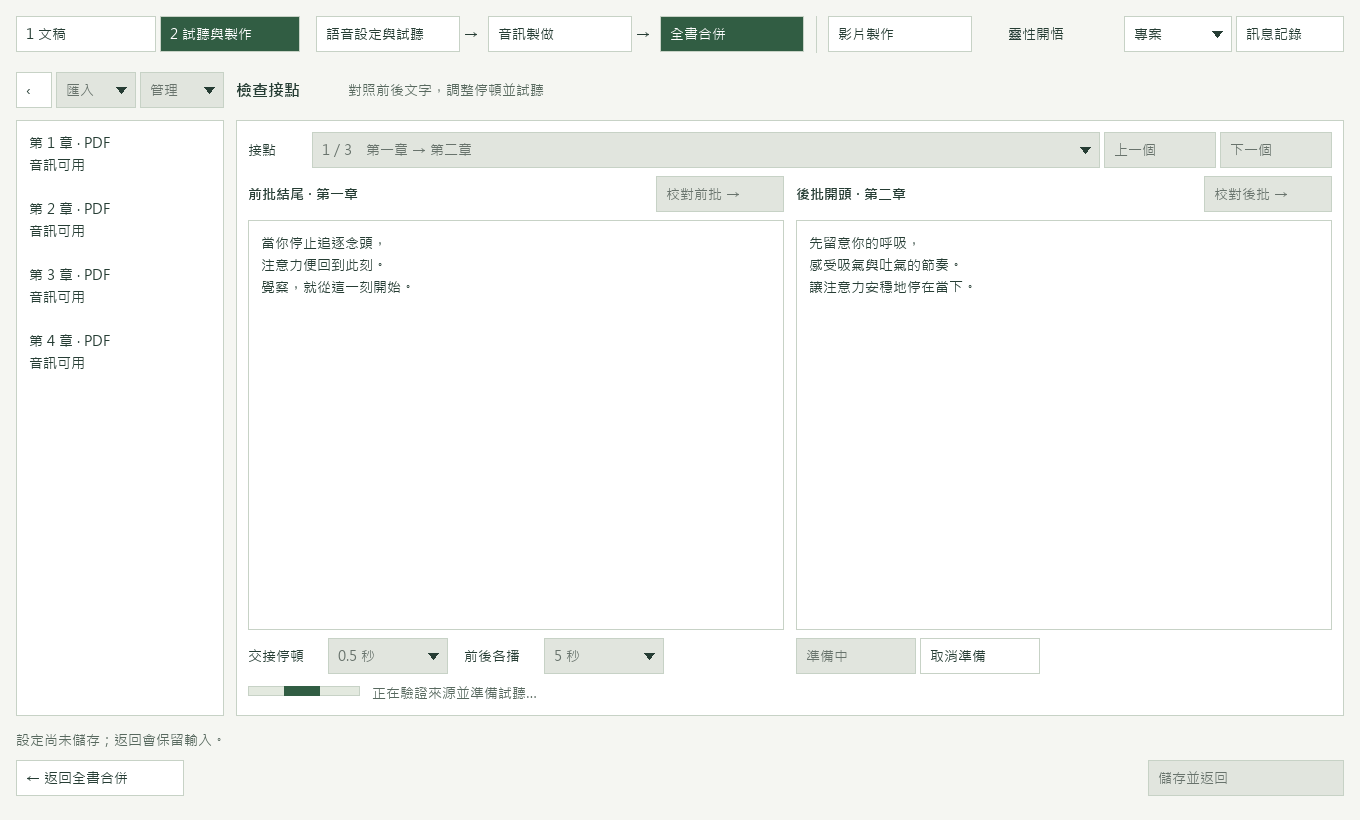 1 文稿
2 試聽與製作
語音設定與試聽
→
音訊製做
→
全書合併
影片製作
靈性開悟
專案
訊息記錄
‹
匯入
管理
檢查接點
對照前後文字，調整停頓並試聽
第 1 章 · PDF
音訊可用
第 2 章 · PDF
音訊可用
第 3 章 · PDF
音訊可用
第 4 章 · PDF
音訊可用
接點
1 / 3　第一章 → 第二章
上一個
下一個
前批結尾 · 第一章
校對前批 →
當你停止追逐念頭，
注意力便回到此刻。
覺察，就從這一刻開始。
後批開頭 · 第二章
校對後批 →
先留意你的呼吸，
感受吸氣與吐氣的節奏。
讓注意力安穩地停在當下。
交接停頓
0.5 秒
前後各播
5 秒
準備中
取消準備
正在驗證來源並準備試聽…
設定尚未儲存；返回會保留輸入。
← 返回全書合併
儲存並返回